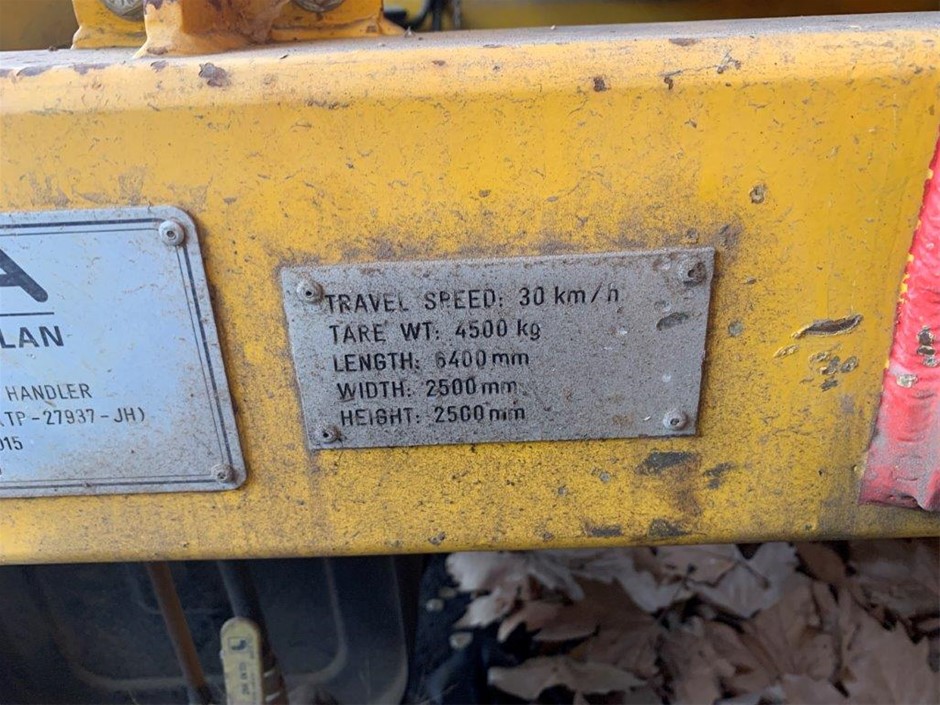 A
LAN
HANDLER
TP-27937-JH)
015
TRAVEL SPEED: 30 km/h
TARE WT: 4500 kg
LENGTH: 6400mm
WIDTH: 2500mm
HEIGHT: 2500mm